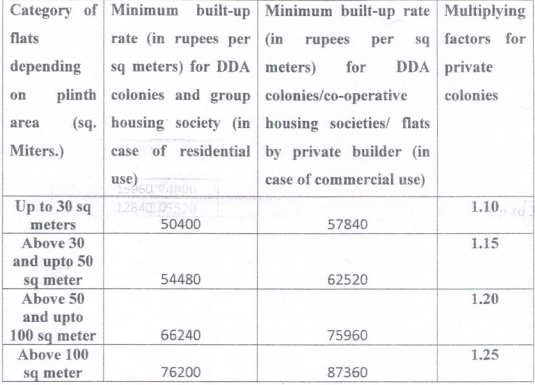 Category of flats depending on plinth area (sq. Miters.)
Minimum built-up rate (in rupees per sq meters) for DDA colonies and group housing society (in case of residential use)
Minimum built-up rate (in rupees per sq meters) for DDA colonies/co-operative housing societies/ flats by private builder (in case of commercial use)
Multiplying factors for private colonies
Up to 30 sq meters
50400
57840
1.10
Above 30 and upto 50 sq meter
54480
62520
1.15
Above 50 and upto 100 sq meter
66240
75960
1.20
Above 100 sq meter
76200
87360
1.25